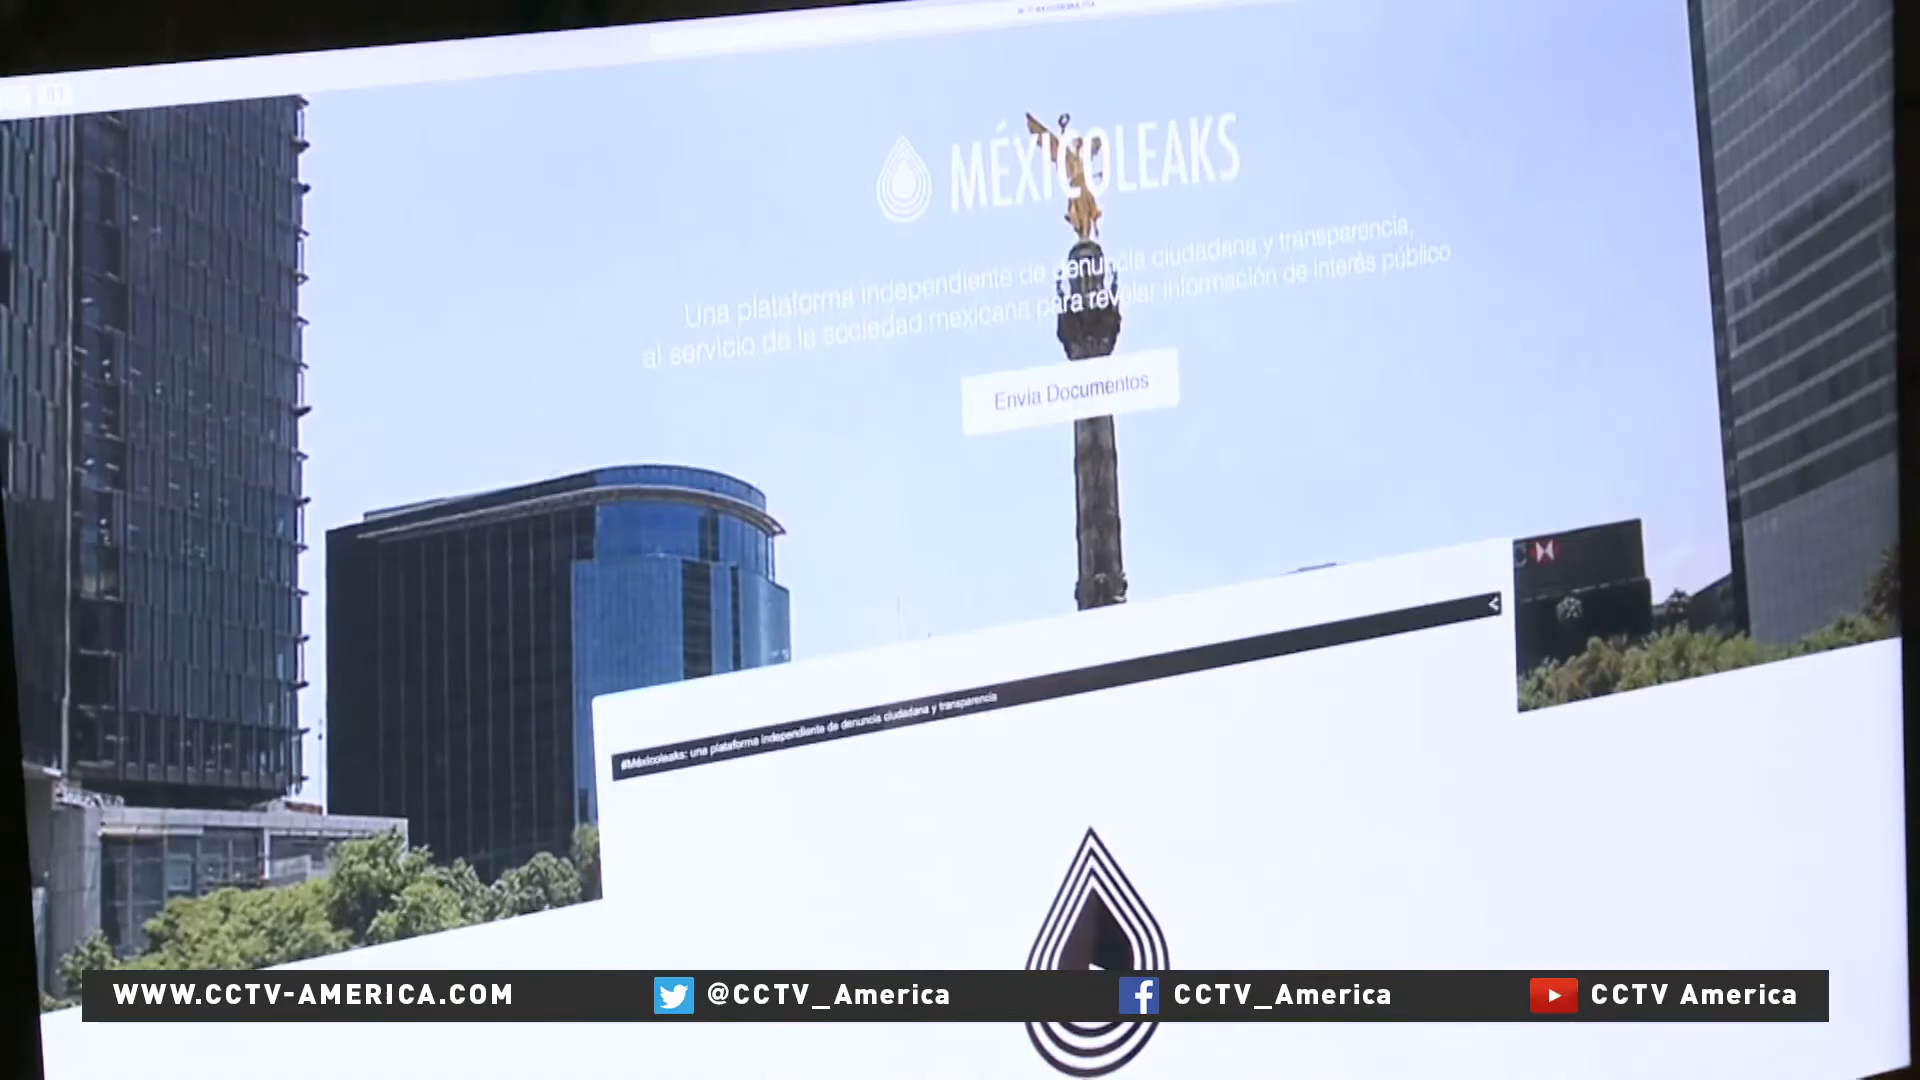 MÉXICOLEAKS
Una plataforma independiente de denuncia ciudadana y transparencia,
al servicio de la sociedad mexicana para revelar información de interés público
Envía Documentos
#Méxicoleaks: una plataforma independiente de denuncia ciudadana y transparencia
WWW.CCTV-AMERICA.COM
@CCTV_America
CCTV_America
CCTV America